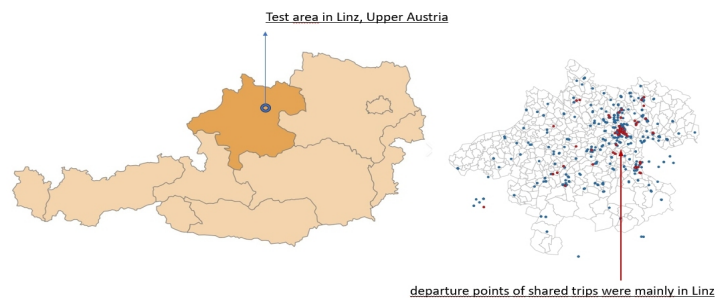 Test area in Linz, Upper Austria
departure points of shared trips were mainly in Linz